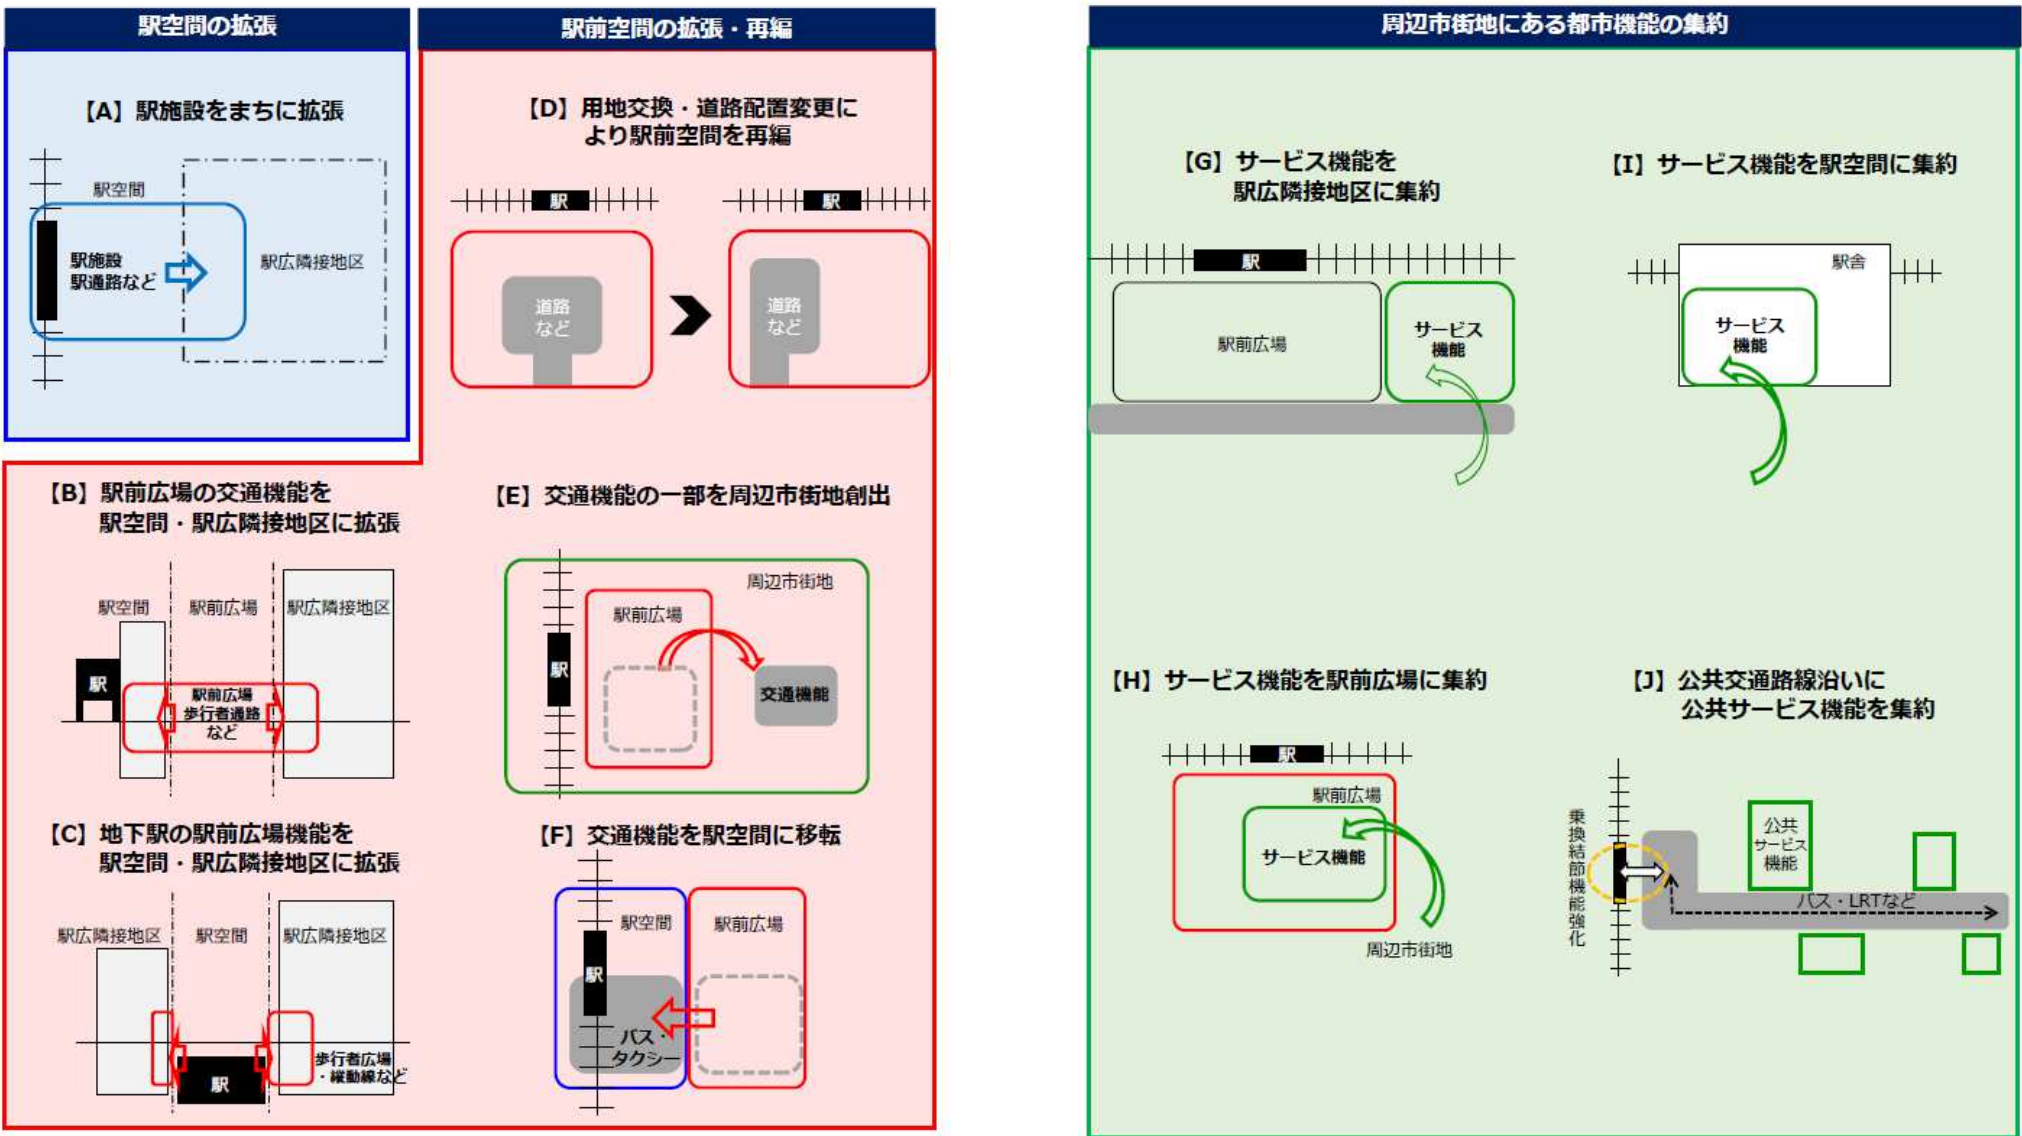 駅空間の拡張
【A】駅施設をまちに拡張
駅空間
駅施設
駅通路など
駅広隣接地区
駅前空間の拡張・再編
【D】用地交換・道路配置変更に
より駅前空間を再編
駅
駅
道路
など
道路
など
【B】駅前広場の交通機能を
駅空間・駅広隣接地区に拡張
駅空間
駅前広場
駅広隣接地区
駅
駅前広場
歩行者通路
など
【E】交通機能の一部を周辺市街地創出
周辺市街地
駅前広場
駅
交通機能
【C】地下駅の駅前広場機能を
駅空間・駅広隣接地区に拡張
駅広隣接地区
駅空間
駅広隣接地区
駅
歩行者広場
・縦動線など
【F】交通機能を駅空間に移転
駅空間
駅前広場
駅
バス・
タクシー
周辺市街地にある都市機能の集約
【G】サービス機能を
駅広隣接地区に集約
駅
駅前広場
サービス
機能
【I】サービス機能を駅空間に集約
駅舎
サービス
機能
【H】サービス機能を駅前広場に集約
駅
駅前広場
サービス機能
周辺市街地
【J】公共交通路線沿いに
公共サービス機能を集約
乗換結節機能強化
公共
サービス
機能
バス・LRTなど